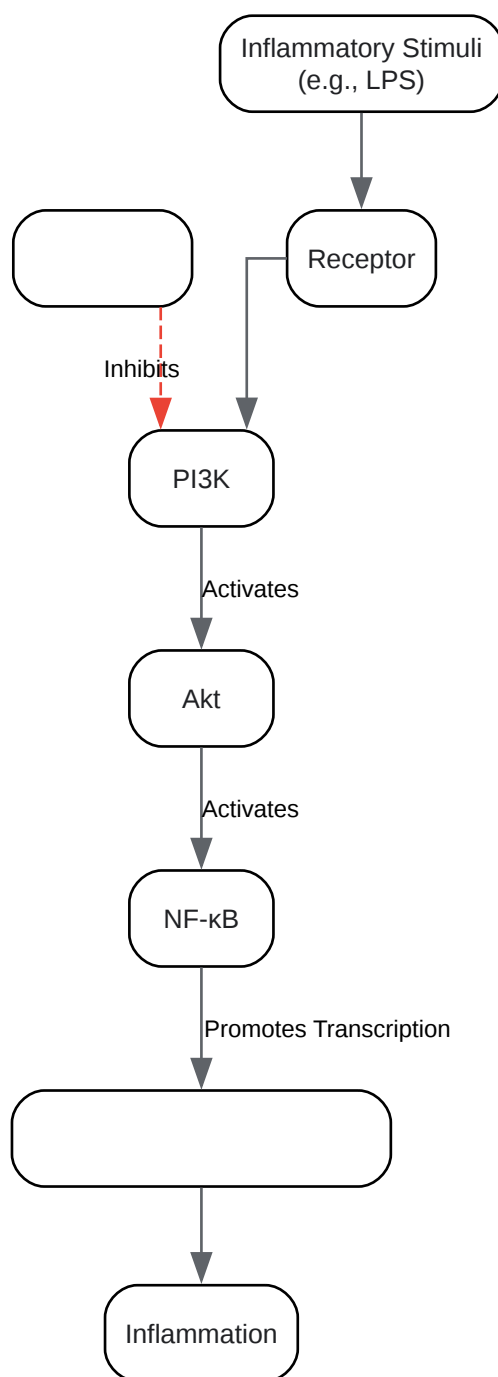 Inflammatory Stimuli
(e.g., LPS)
Receptor
Inhibits
PI3K
Activates
Akt
Activates
NF-κB
Promotes Transcription
Inflammation